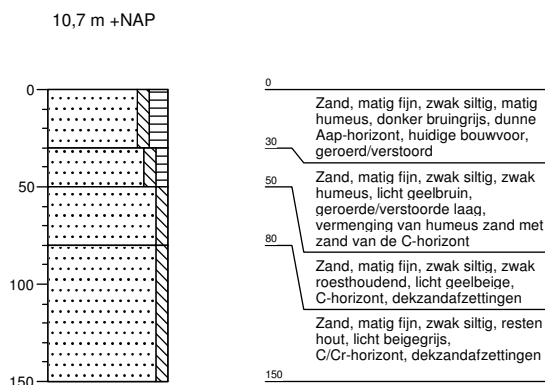 10,7 m +NAP
0
50
100
150
0
Zand, matig fijn, zwak siltig, matig
humeus, donker bruingrijs, dunne
Aap-horizont, huidige bouwvoor,
geroerd/verstoord
30
Zand, matig fijn, zwak siltig, zwak
humeus, licht geelbruin,
geroerde/verstoorde laag,
vermenging van humeus zand met
zand van de C-horizont
50
Zand, matig fijn, zwak siltig, zwak
roesthoudend, licht geelbeige,
C-horizont, dekzandafzettingen
80
Zand, matig fijn, zwak siltig, resten
hout, licht beigegrijs,
C/Cr-horizont, dekzandafzettingen
150